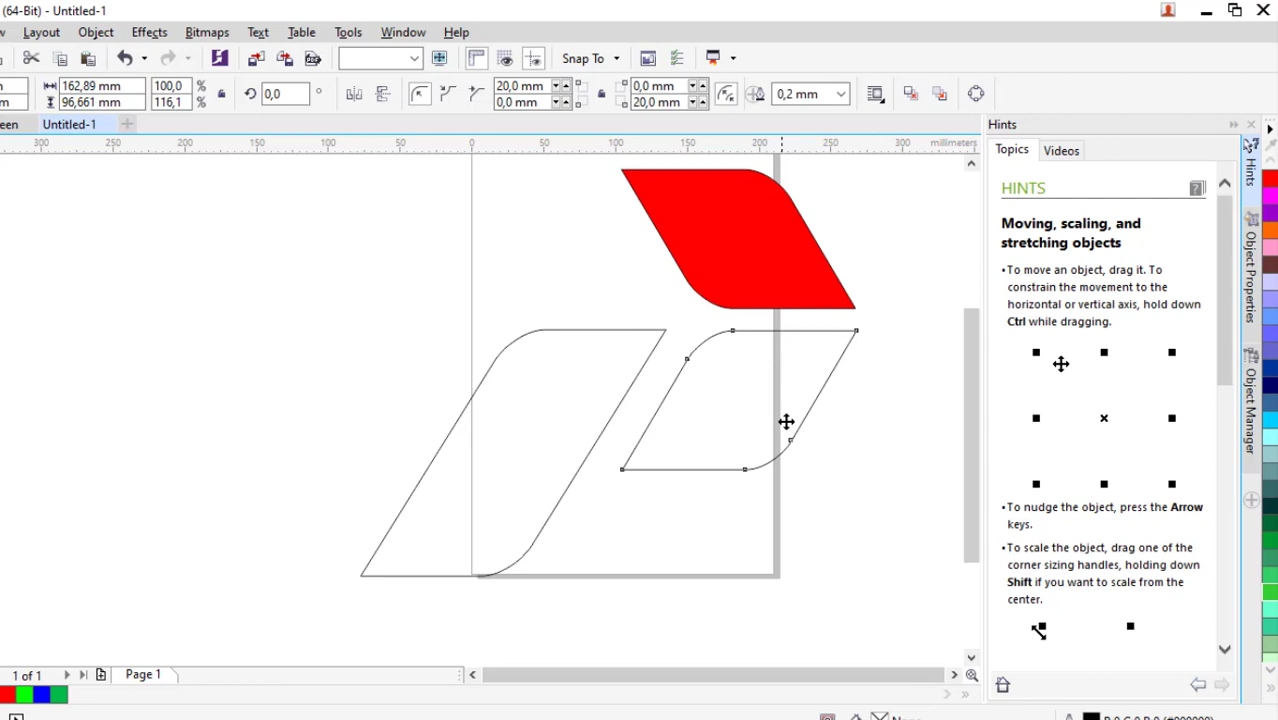 (64-Bit) - Untitled-1
Layout Object Effects Bitmaps Text Table Tools Window Help
Snap To
162,89 mm 100,0 % 20,0 mm 0,0 mm
0,0 ° 0,2 mm
m 96,661 mm 116,1 % 0,0 mm 20,0 mm
een Untitled-1 Hints
300 250 200 150 100 50 0 50 100 150 200 250 300 millimeters
Topics Videos
Hints
HINTS
Moving, scaling, and
stretching objects
•To move an object, drag it. To
constrain the movement to the
horizontal or vertical axis, hold down
Ctrl while dragging.
Object Properties
Object Manager
•To nudge the object, press the Arrow
keys.
•To scale the object, drag one of the
corner sizing handles, holding down
Shift if you want to scale from the
center.
1 of 1 Page 1